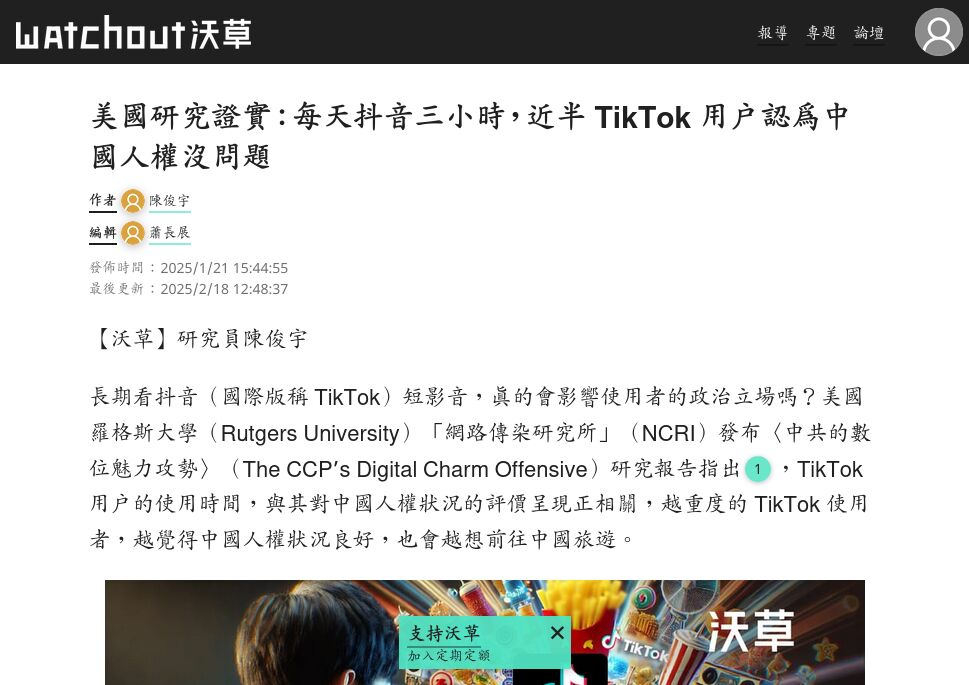 watchout沃草
報導 專題 論壇
美國研究證實：每天抖音三小時，近半 TikTok 用戶認爲中
國人權沒問題
作者 陳俊宇
編輯 蕭長展
發佈時間：2025/1/21 15:44:55
最後更新：2025/2/18 12:48:37
【沃草】研究員陳俊宇
長期看抖音（國際版稱 TikTok）短影音，真的會影響使用者的政治立場嗎？美國
羅格斯大學（Rutgers University）「網路傳染研究所」（NCRI）發布〈中共的數
位魅力攻勢〉（The CCP’s Digital Charm Offensive）研究報告指出 1 ，TikTok
用戶的使用時間，與其對中國人權狀況的評價呈現正相關，越重度的 TikTok 使用
者，越覺得中國人權狀況良好，也會越想前往中國旅遊。
沃草
TikTok
支持沃草
加入定期定額